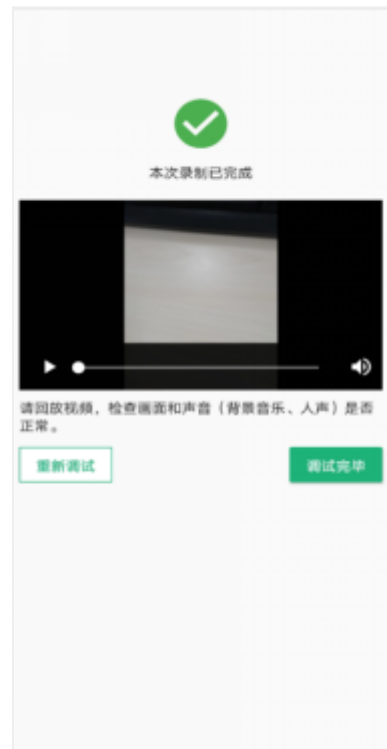 本次录制已完成
请回放视频，检查画面和声音（背景音乐、人声）是否
正常。
重新调试
调试完毕